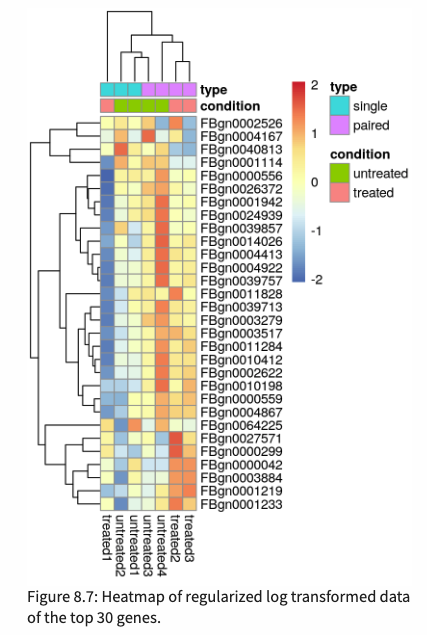 type
condition
FBgn0002526
FBgn0004167
FBgn0040813
FBgn0001114
FBgn0000556
FBgn0026372
FBgn0001942
FBgn0024939
FBgn0039857
FBgn0014026
FBgn0004413
FBgn0004922
FBgn0039757
FBgn0011828
FBgn0039713
FBgn0003279
FBgn0003517
FBgn0011284
FBgn0010412
FBgn0002622
FBgn0010198
FBgn0000559
FBgn0004867
FBgn0064225
FBgn0027571
FBgn0000299
FBgn0000042
FBgn0003884
FBgn0001219
FBgn0001233
treated1
untreated2
untreated1
untreated3
untreated4
treated2
treated3
2
1
0
-1
-2
type
single
paired
condition
untreated
treated
Figure 8.7: Heatmap of regularized log transformed data
of the top 30 genes.